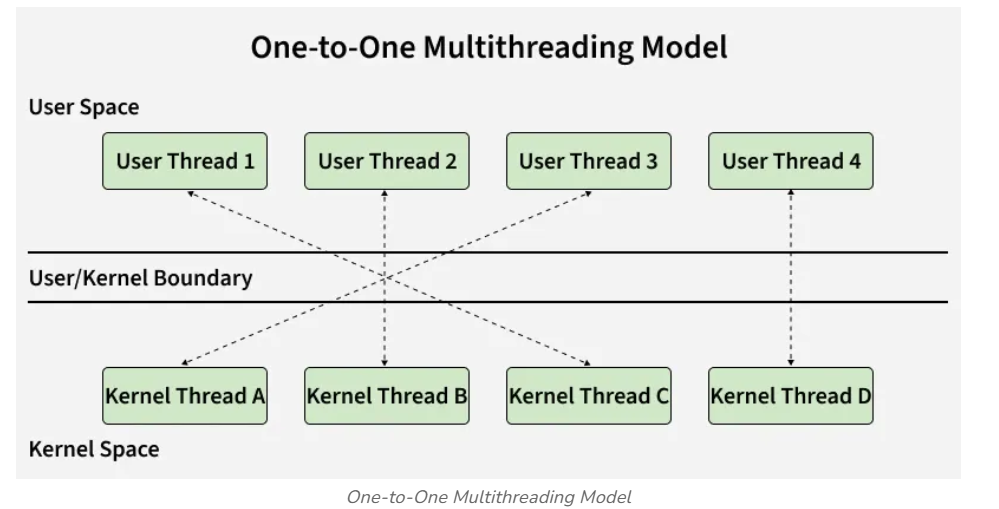 One-to-One Multithreading Model
User Space
User Thread 1
User Thread 2
User Thread 3
User Thread 4
User/Kernel Boundary
Kernel Thread A
Kernel Thread B
Kernel Thread C
Kernel Thread D
Kernel Space
One-to-One Multithreading Model